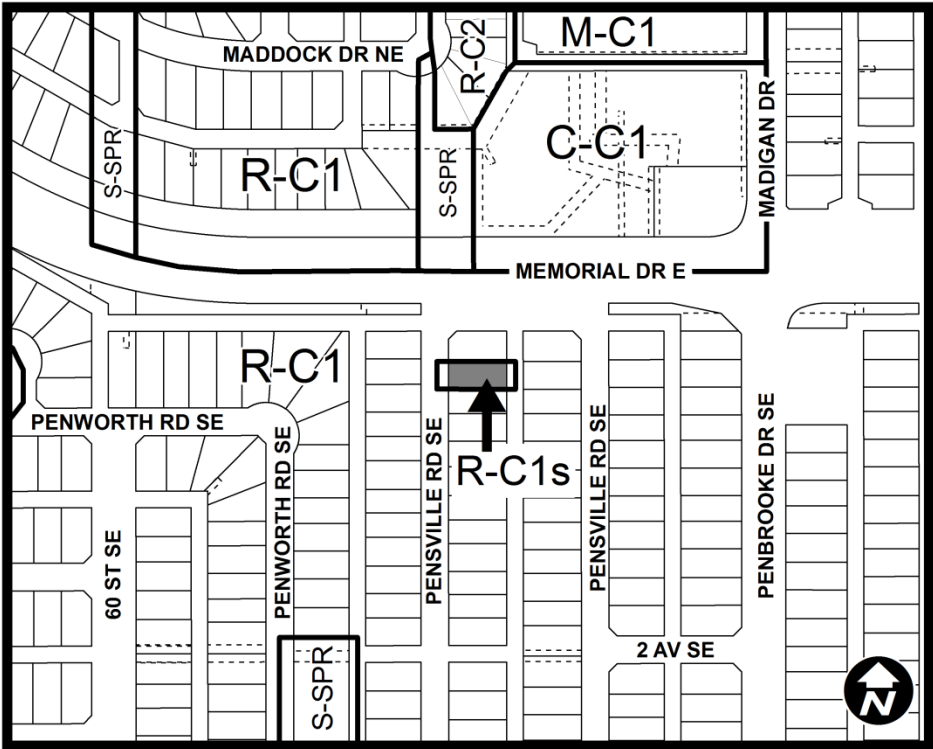 M-C1
R-C2
MADDOCK DR NE
C-C1
MADIGAN DR
S-SPR
R-C1
S-SPR
MEMORIAL DR E
R-C1
PENWORTH RD SE
R-C1s
PENWORTH RD SE
PENSVILLE RD SE
PENSVILLE RD SE
PENBROOKE DR SE
60 ST SE
2 AV SE
S-SPR
N